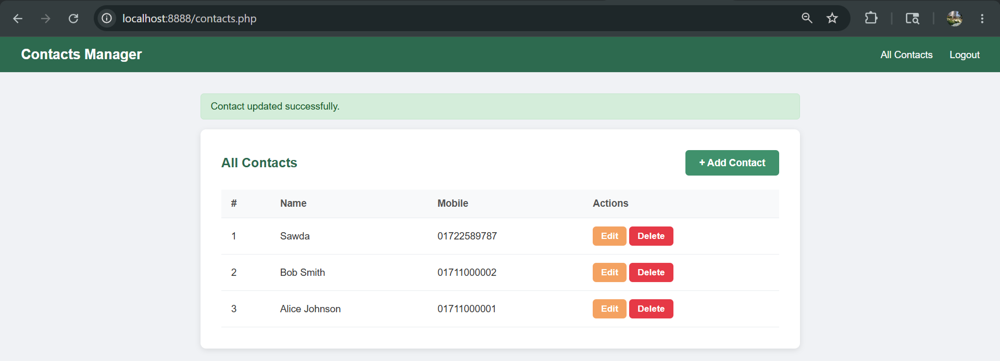 localhost:8888/contacts.php
Contacts Manager All Contacts Logout
Contact updated successfully.
All Contacts + Add Contact
# Name Mobile Actions
1 Sawda 01722589787 Edit Delete
2 Bob Smith 01711000002 Edit Delete
3 Alice Johnson 01711000001 Edit Delete